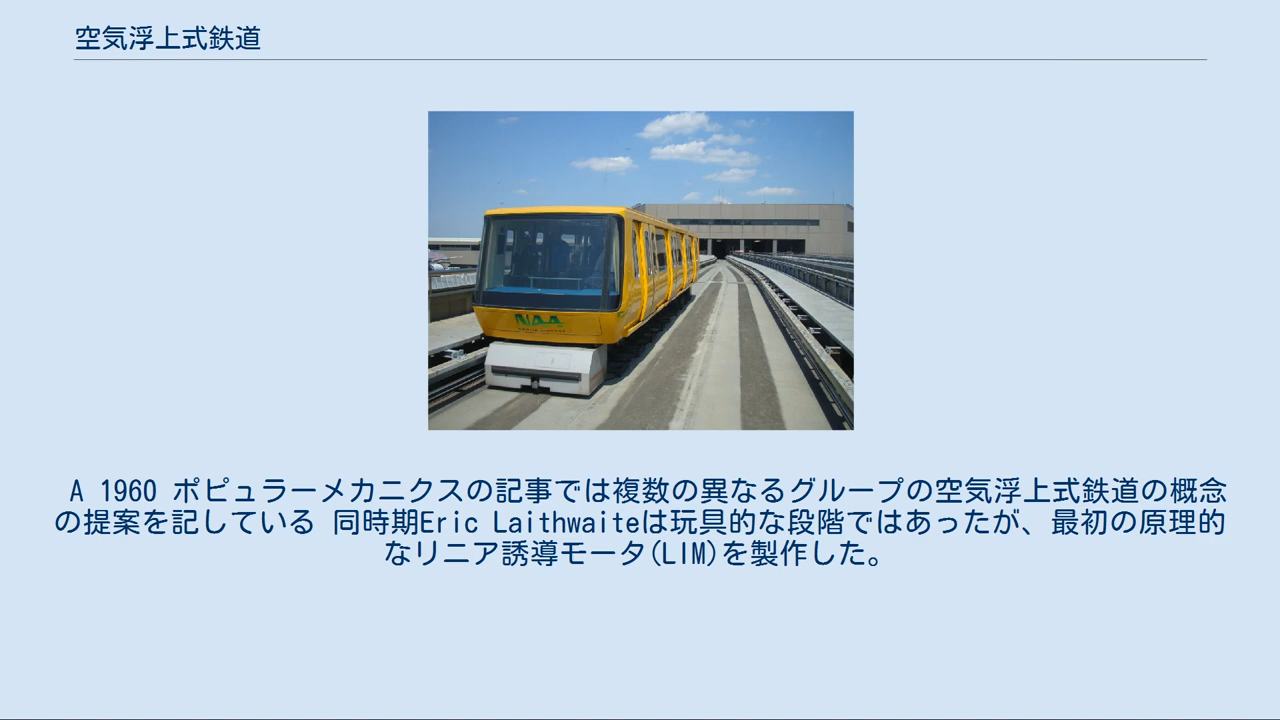 空気浮上式鉄道
NAA
A 1960 ポピュラーメカニクスの記事では複数の異なるグループの空気浮上式鉄道の概念
の提案を記している 同時期Eric Laithwaiteは玩具的な段階ではあったが、最初の原理的
なリニア誘導モータ(LIM)を製作した。